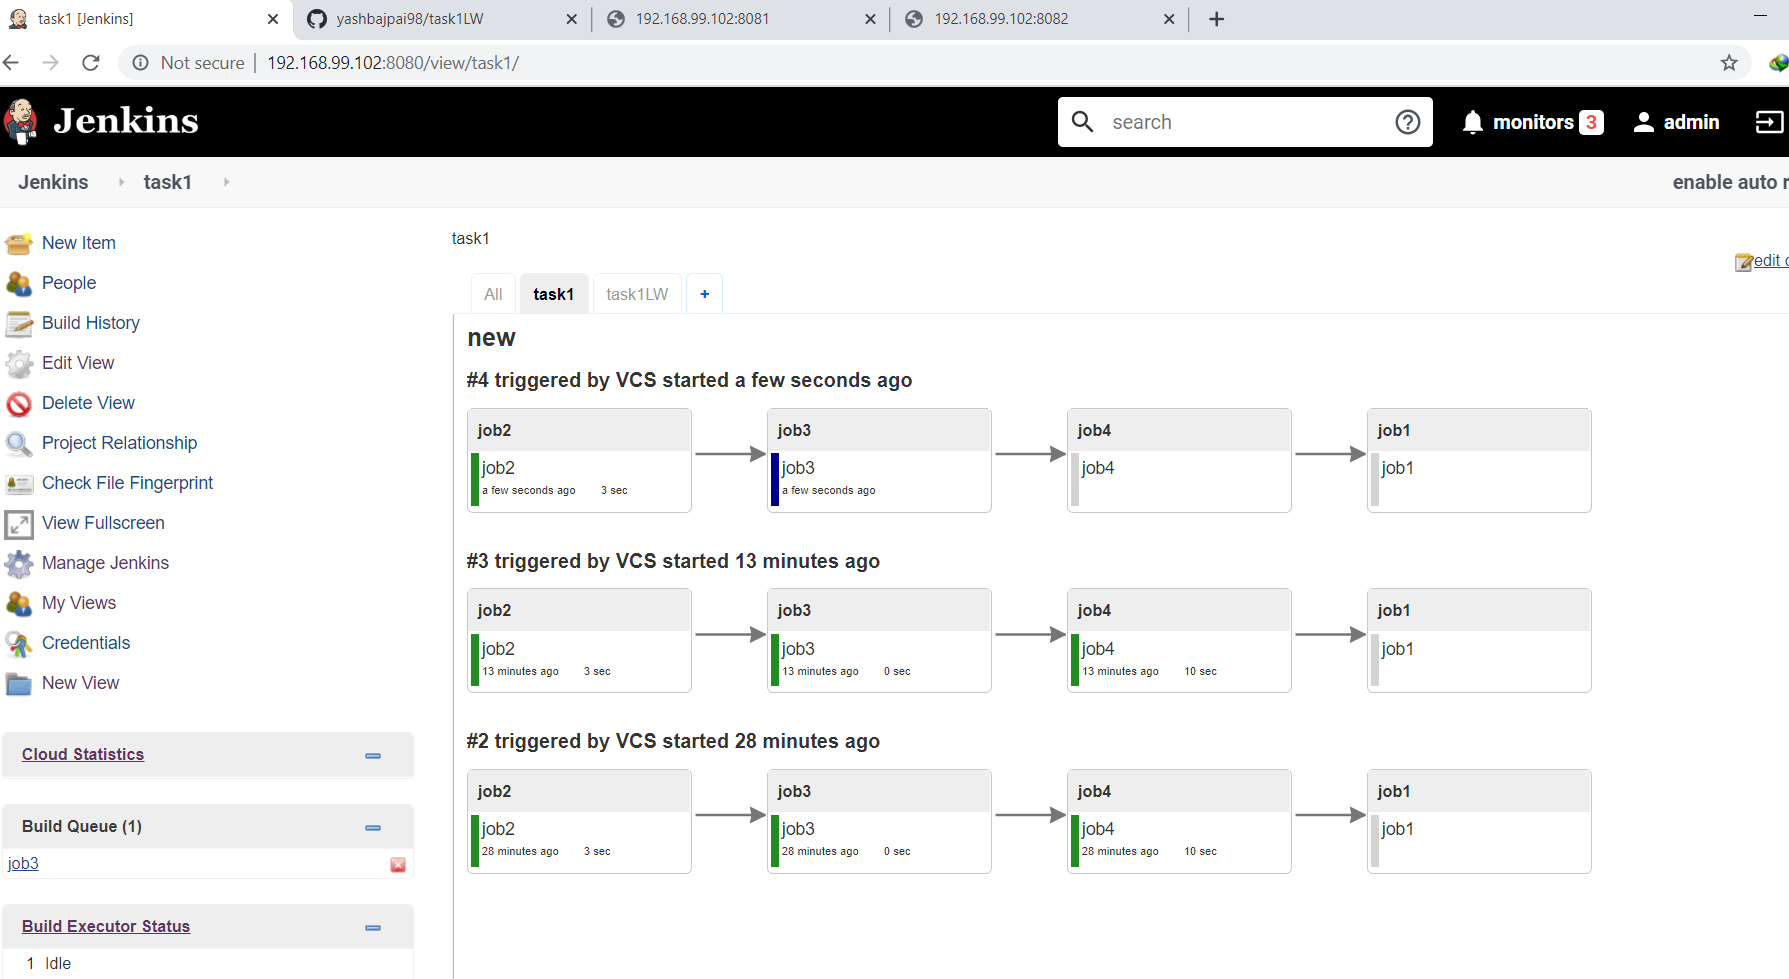 task1 [Jenkins]
yashbajpai98/task1LW
192.168.99.102:8081
192.168.99.102:8082
Not secure
192.168.99.102:8080/view/task1/
Jenkins
search
monitors 3
admin
Jenkins
task1
enable auto r
New Item
People
Build History
Edit View
Delete View
Project Relationship
Check File Fingerprint
View Fullscreen
Manage Jenkins
My Views
Credentials
New View
Cloud Statistics
Build Queue (1)
job3
Build Executor Status
1 Idle
task1
edit d
All task1 task1LW +
new
#4 triggered by VCS started a few seconds ago
job2 job3 job4 job1
job2 job3 job4 job1
a few seconds ago 3 sec a few seconds ago
#3 triggered by VCS started 13 minutes ago
job2 job3 job4 job1
job2 job3 job4 job1
13 minutes ago 3 sec 13 minutes ago 0 sec 13 minutes ago 10 sec
#2 triggered by VCS started 28 minutes ago
job2 job3 job4 job1
job2 job3 job4 job1
28 minutes ago 3 sec 28 minutes ago 0 sec 28 minutes ago 10 sec